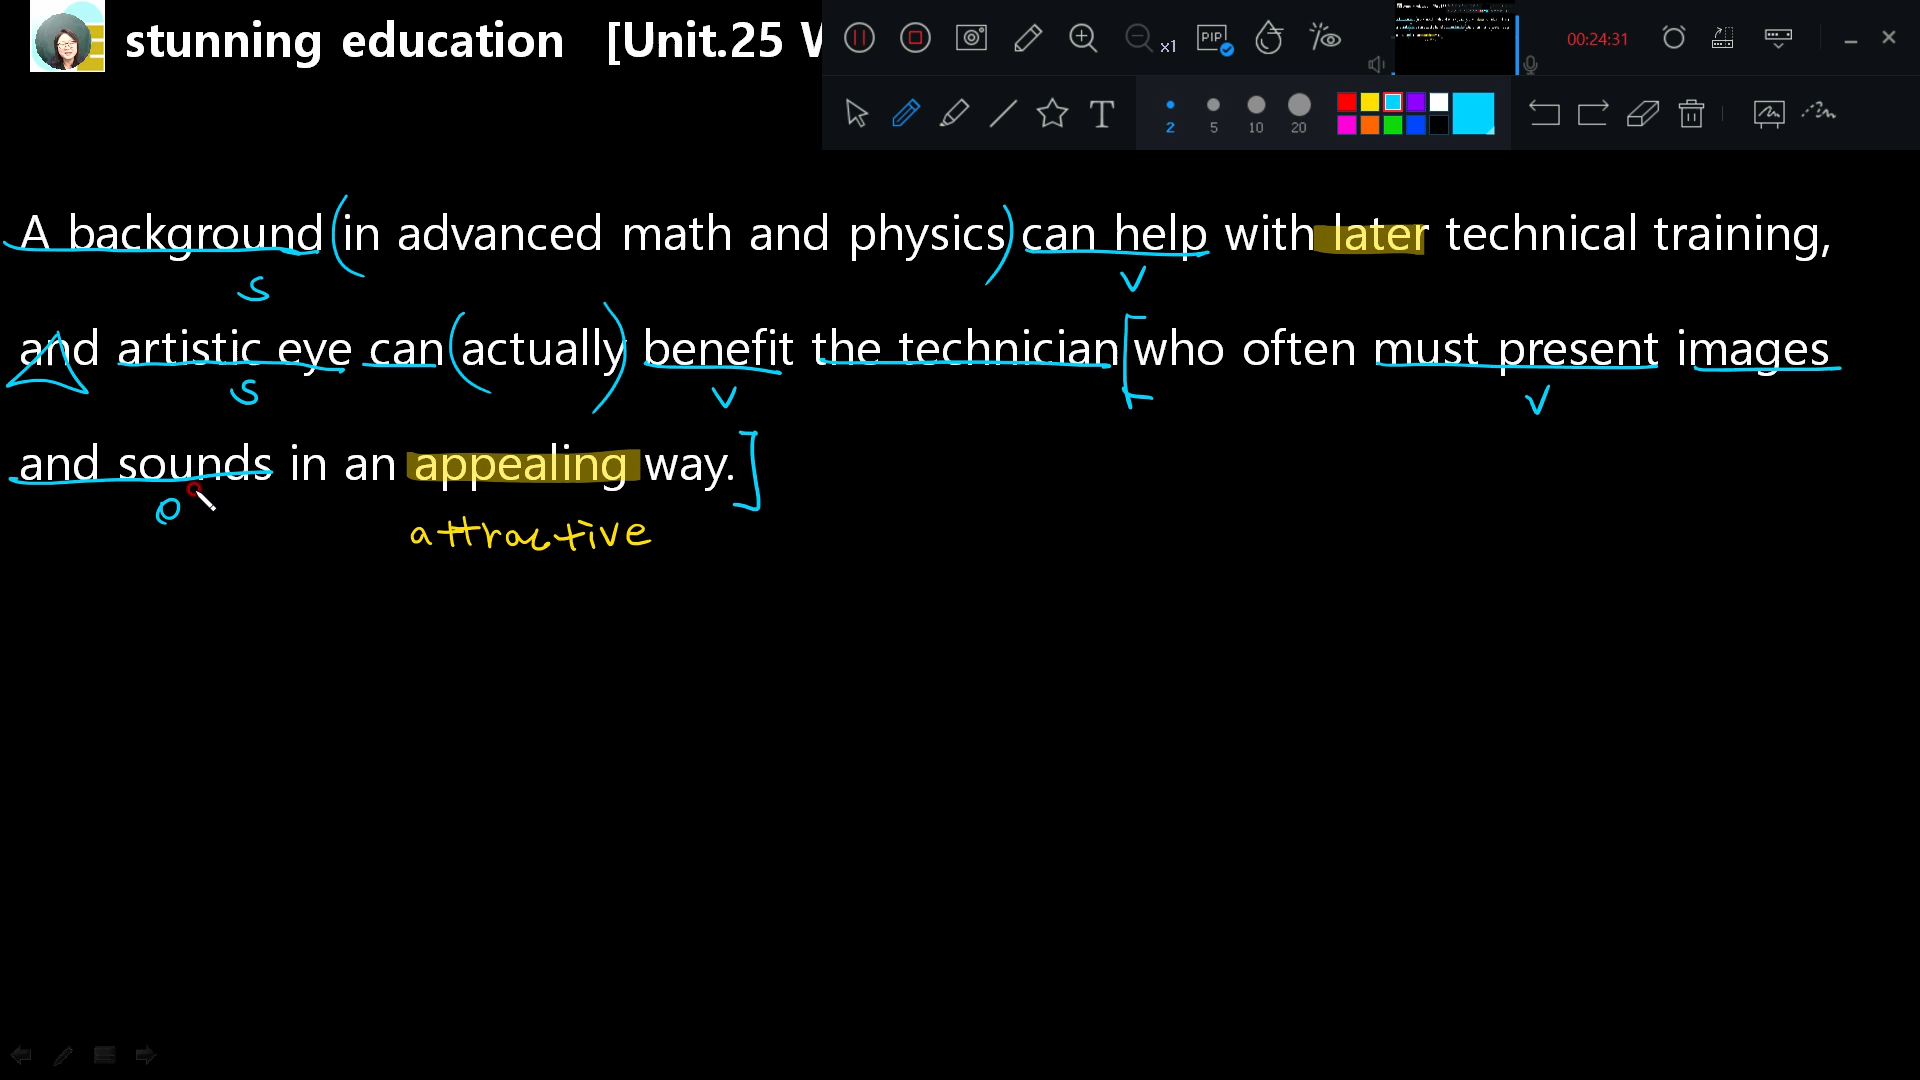 stunning education [Unit.25 W
x1
PIP
00:24:31
T
2 5 10 20
A background (in advanced math and physics) can help with later technical training,
S V
and artistic eye can (actually) benefit the technician [who often must present images
S V V
and sounds in an appealing way.]
O
attractive